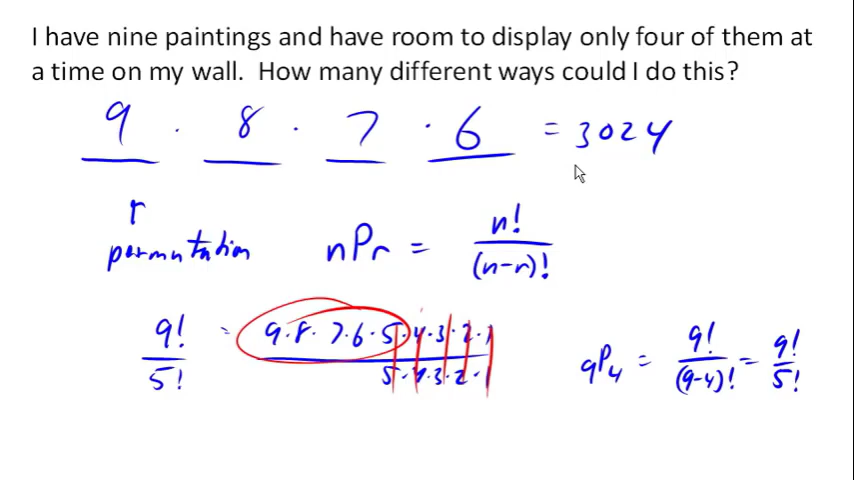 I have nine paintings and have room to display only four of them at
a time on my wall. How many different ways could I do this?
9 · 8 · 7 · 6 = 3024
r
permutation nPr = n! / (n-r)!
9! / 5! = 9·8·7·6·5·4·3·2·1 / 5·4·3·2·1
9P4 = 9! / (9-4)! = 9! / 5!